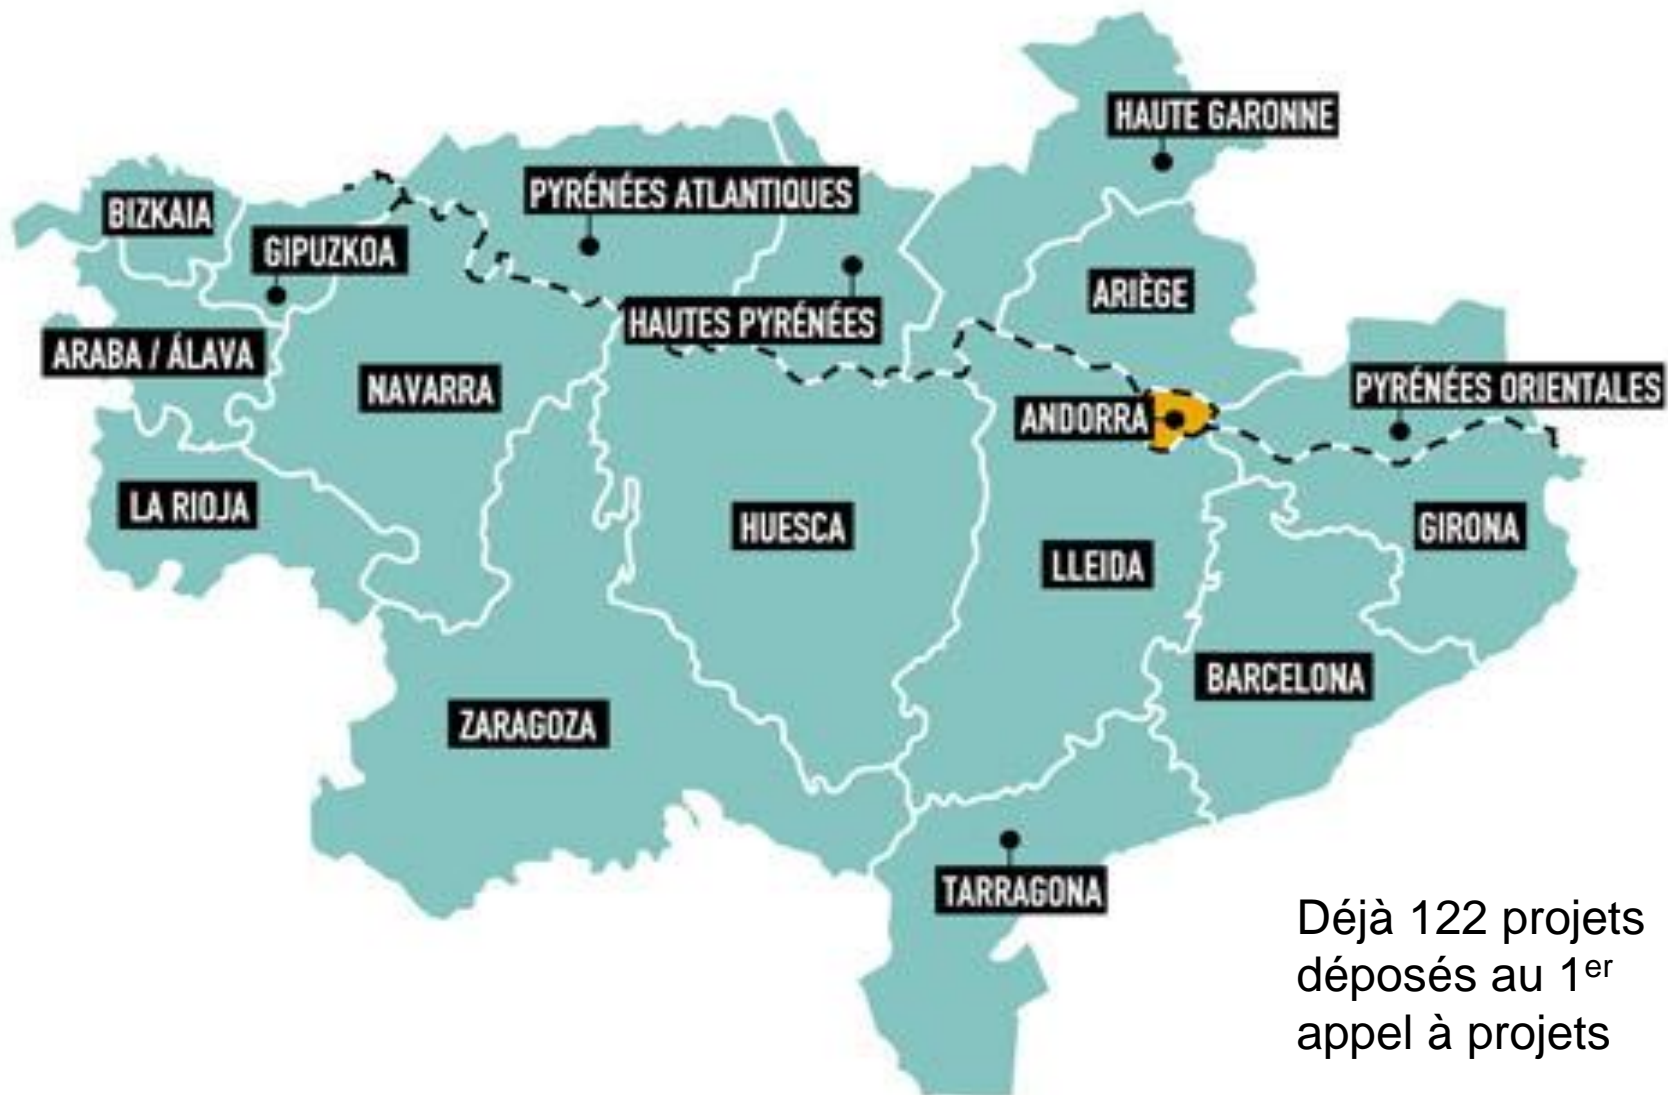 HAUTE GARONNE
PYRÉNÉES ATLANTIQUES
BIZKAIA
GIPUZKOA
ARIÈGE
HAUTES PYRÉNÉES
ARABA / ÁLAVA
NAVARRA
PYRÉNÉES ORIENTALES
ANDORRA
LA RIOJA
HUESCA
GIRONA
LLEIDA
BARCELONA
ZARAGOZA
TARRAGONA
Déjà 122 projets
déposés au 1er
appel à projets